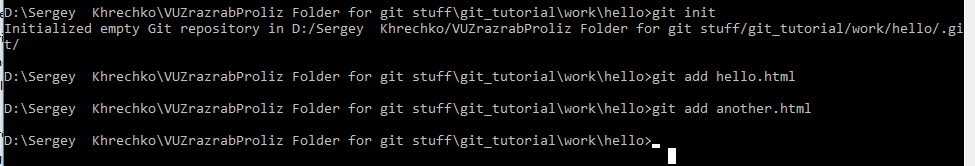 D:\Sergey  Khrechko\VUZrazrabProliz Folder for git stuff\git_tutorial\work\hello>git init
Initialized empty Git repository in D:/Sergey  Khrechko/VUZrazrabProliz Folder for git stuff/git_tutorial/work/hello/.gi
t/
D:\Sergey  Khrechko\VUZrazrabProliz Folder for git stuff\git_tutorial\work\hello>git add hello.html
D:\Sergey  Khrechko\VUZrazrabProliz Folder for git stuff\git_tutorial\work\hello>git add another.html
D:\Sergey  Khrechko\VUZrazrabProliz Folder for git stuff\git_tutorial\work\hello>